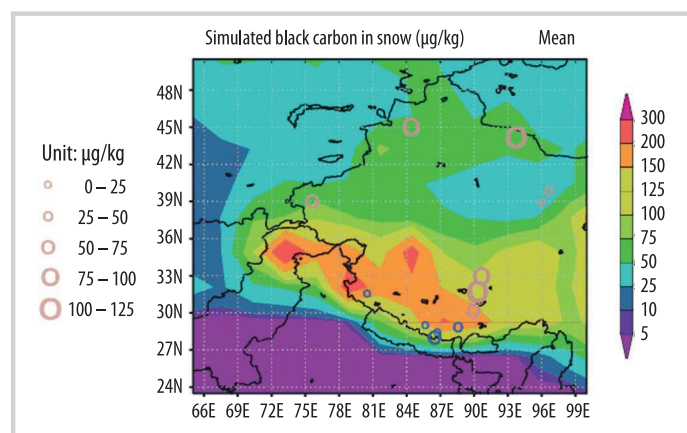 Simulated black carbon in snow (µg/kg) Mean
Unit: µg/kg
0 – 25
25 – 50
50 – 75
75 – 100
100 – 125
48N
45N
42N
39N
36N
33N
30N
27N
24N
66E 69E 72E 75E 78E 81E 84E 87E 90E 93E 96E 99E
300
200
150
125
100
75
50
25
10
5